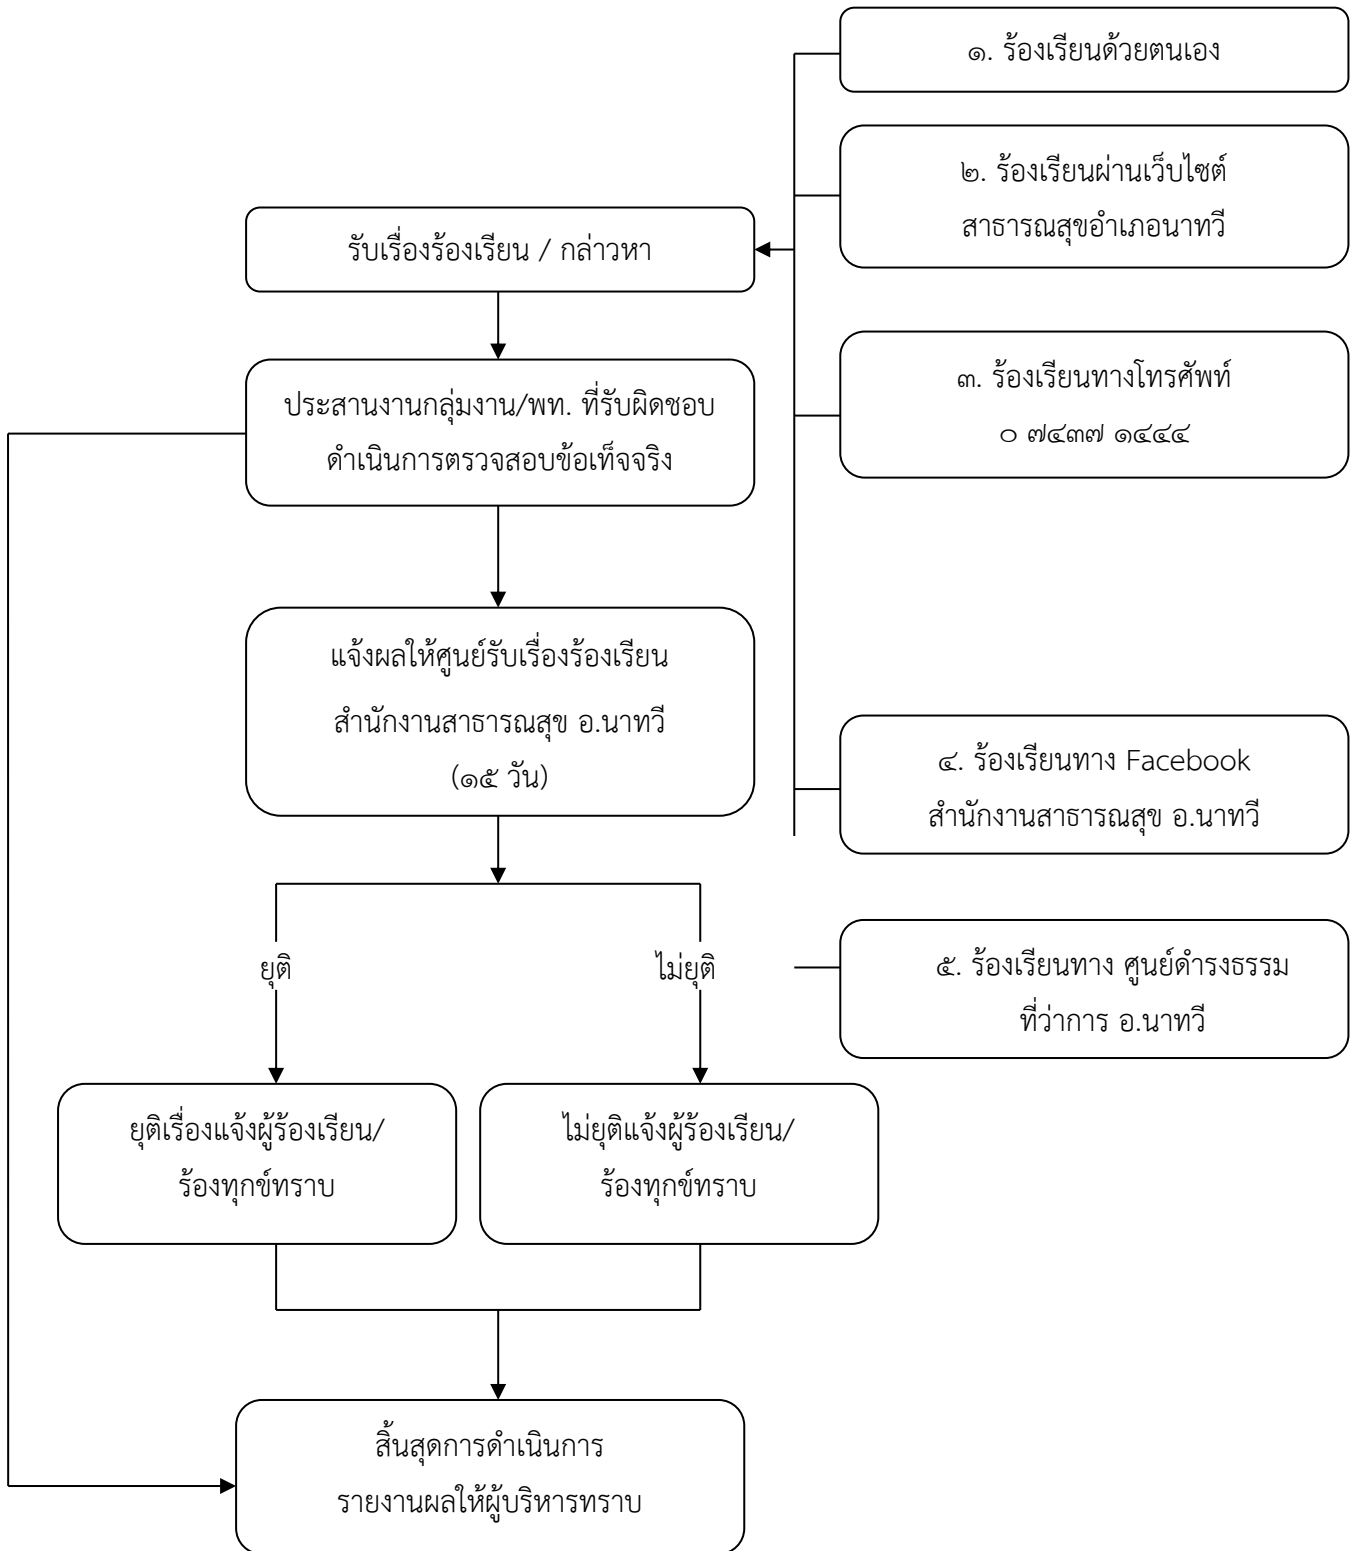 ๑. ร้องเรียนด้วยตนเอง
๒. ร้องเรียนผ่านเว็บไซต์
สาธารณสุขอำเภอนาทวี
รับเรื่องร้องเรียน / กล่าวหา
๓. ร้องเรียนทางโทรศัพท์
๐ ๗๔๓๗ ๑๔๔๔
ประสานงานกลุ่มงาน/พท. ที่รับผิดชอบ
ดำเนินการตรวจสอบข้อเท็จจริง
แจ้งผลให้ศูนย์รับเรื่องร้องเรียน
สำนักงานสาธารณสุข อ.นาทวี
(๑๕ วัน)
๔. ร้องเรียนทาง Facebook
สำนักงานสาธารณสุข อ.นาทวี
ยุติ
ไม่ยุติ
๕. ร้องเรียนทาง ศูนย์ดำรงธรรม
ที่ว่าการ อ.นาทวี
ยุติเรื่องแจ้งผู้ร้องเรียน/
ร้องทุกข์ทราบ
ไม่ยุติแจ้งผู้ร้องเรียน/
ร้องทุกข์ทราบ
สิ้นสุดการดำเนินการ
รายงานผลให้ผู้บริหารทราบ